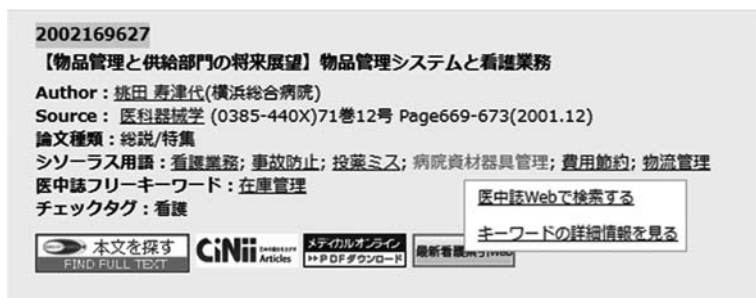 2002169627
【物品管理と供給部門の将来展望】物品管理システムと看護業務
Author：桃田 寿津代(横浜総合病院)
Source： 医科器械学 (0385-440X)71巻12号 Page669-673(2001.12)
論文種類：総説/特集
シソーラス用語：看護業務; 事故防止; 投薬ミス; 病院資材器具管理; 費用節約; 物流管理
医中誌フリーキーワード：在庫管理
チェックタグ：看護
医中誌Webで検索する
キーワードの詳細情報を見る
本文を探す
FIND FULL TEXT
CiNii Articles
メディカルオンライン
PDFダウンロード
最新看護索引Web